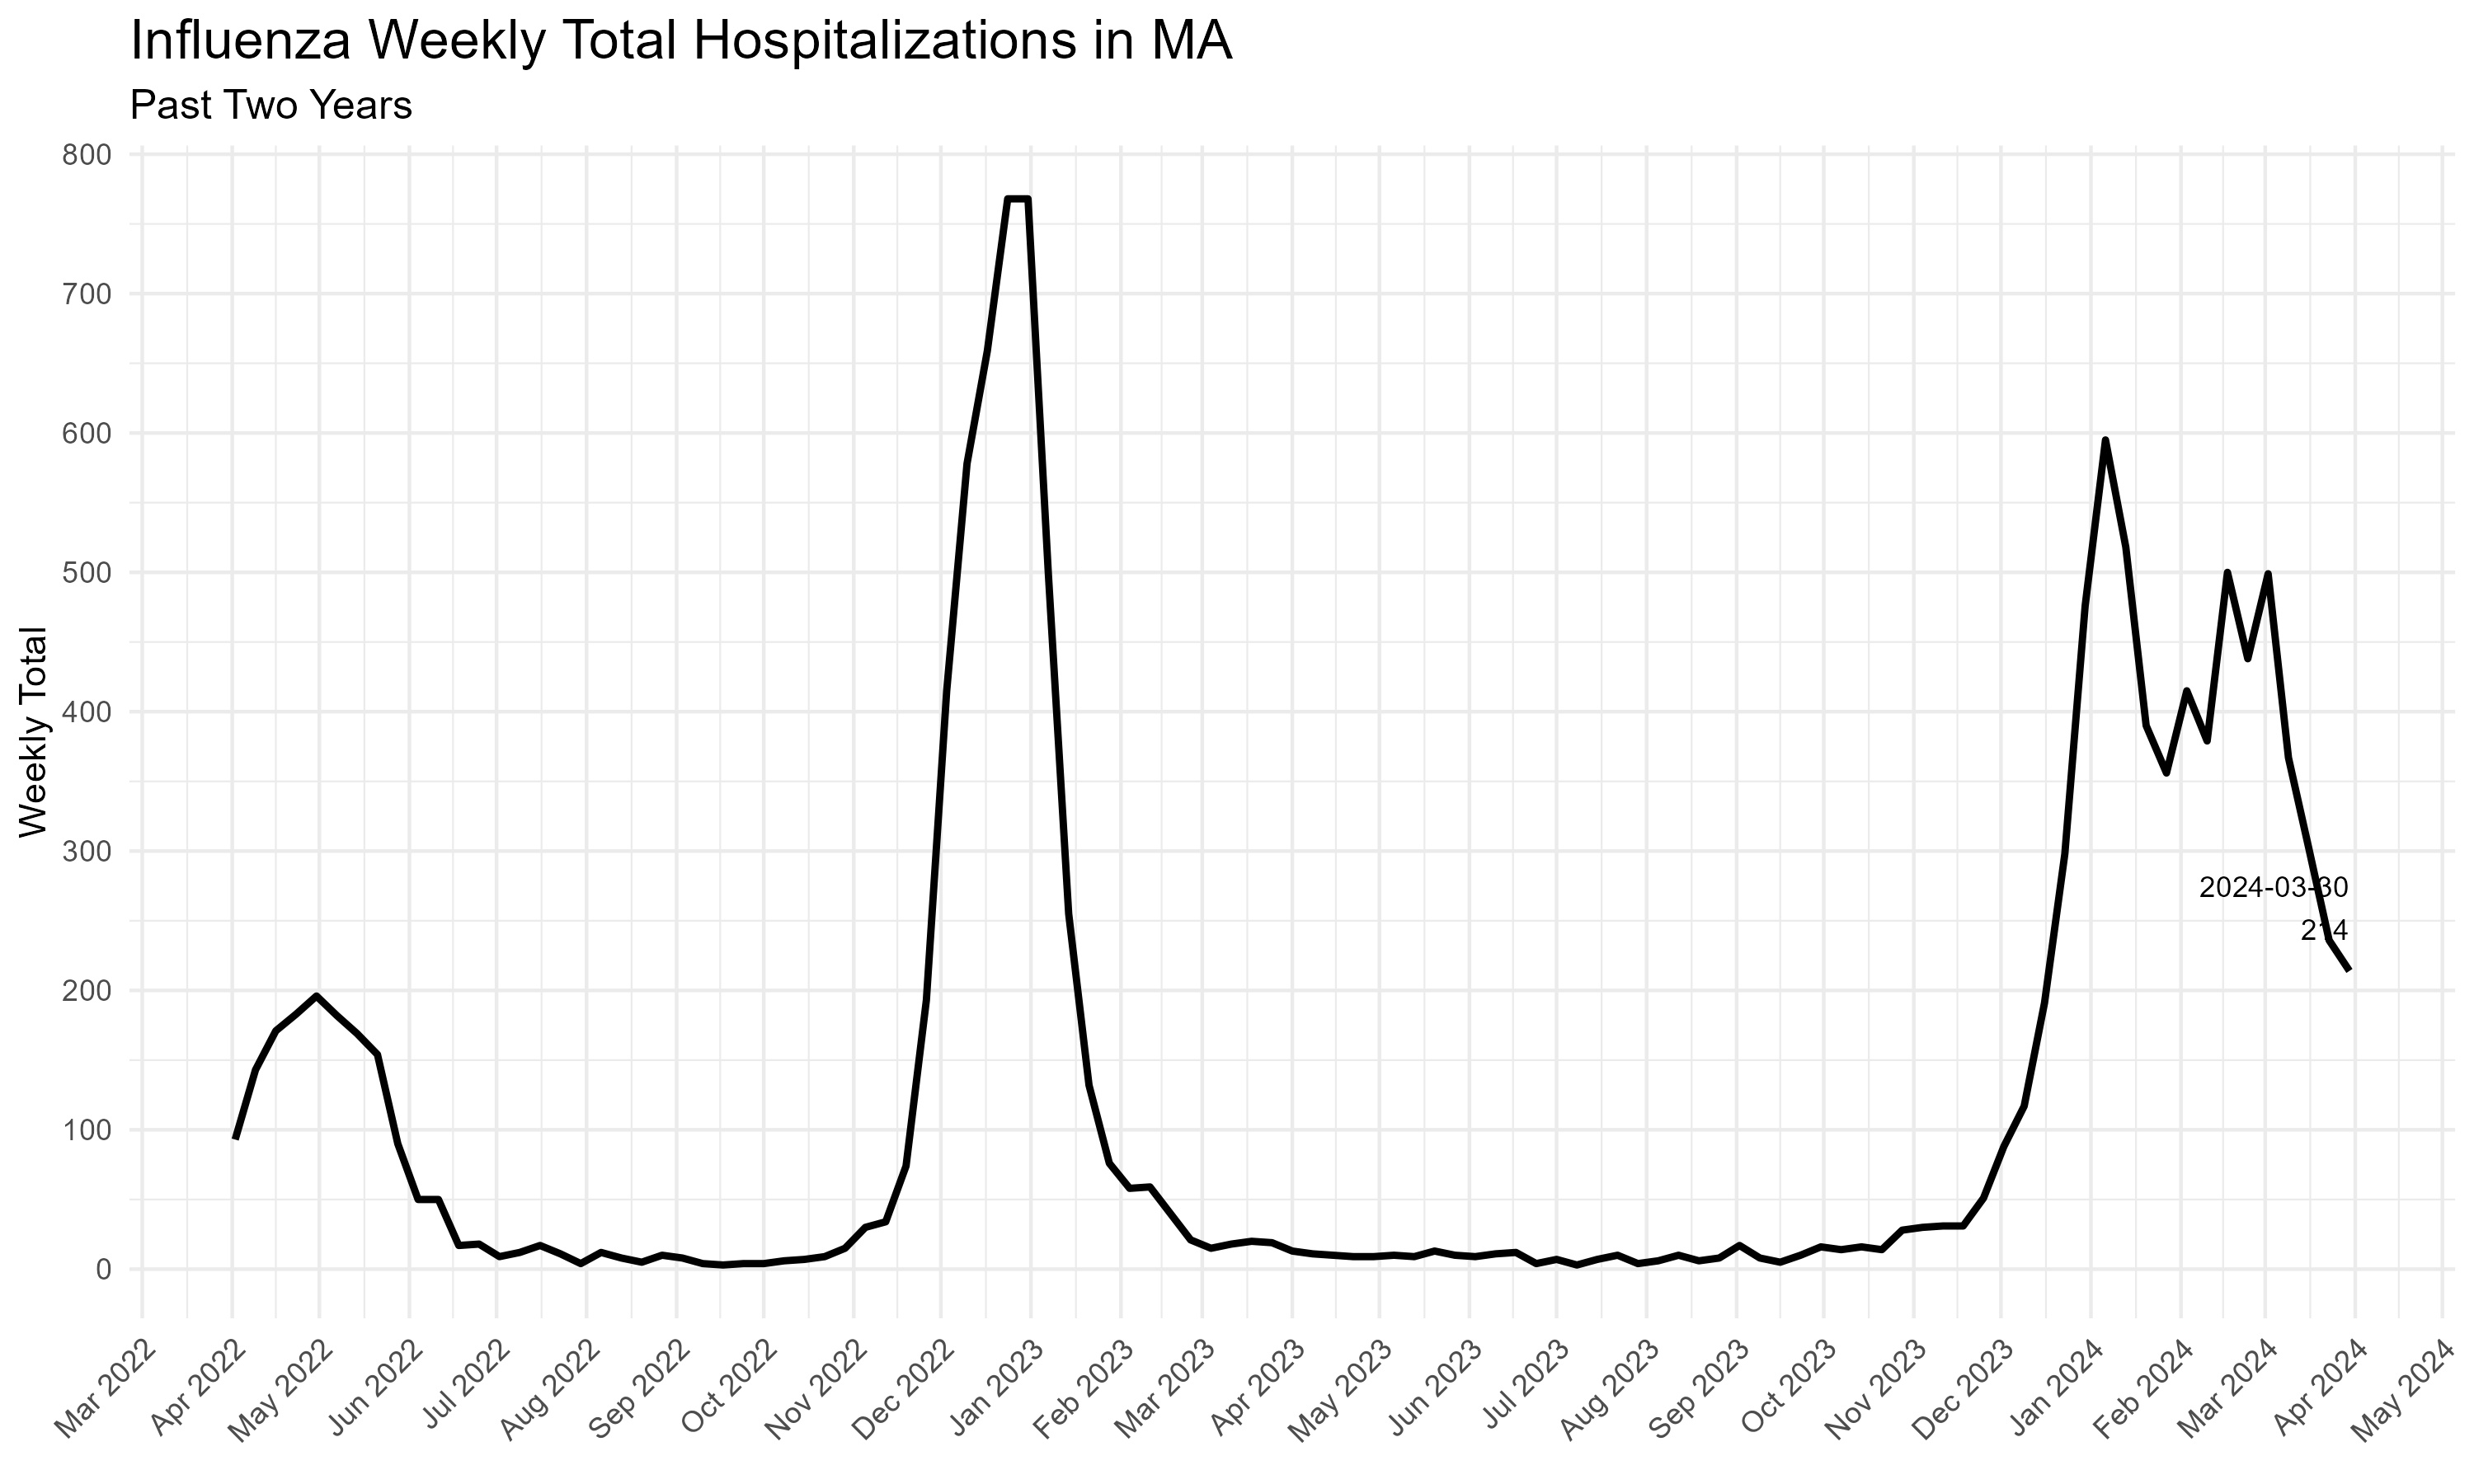 Influenza Weekly Total Hospitalizations in MA
Past Two Years
Weekly Total
800
700
600
500
400
300
200
100
0
2024-03-30
214
Mar 2022
Apr 2022
May 2022
Jun 2022
Jul 2022
Aug 2022
Sep 2022
Oct 2022
Nov 2022
Dec 2022
Jan 2023
Feb 2023
Mar 2023
Apr 2023
May 2023
Jun 2023
Jul 2023
Aug 2023
Sep 2023
Oct 2023
Nov 2023
Dec 2023
Jan 2024
Feb 2024
Mar 2024
Apr 2024
May 2024